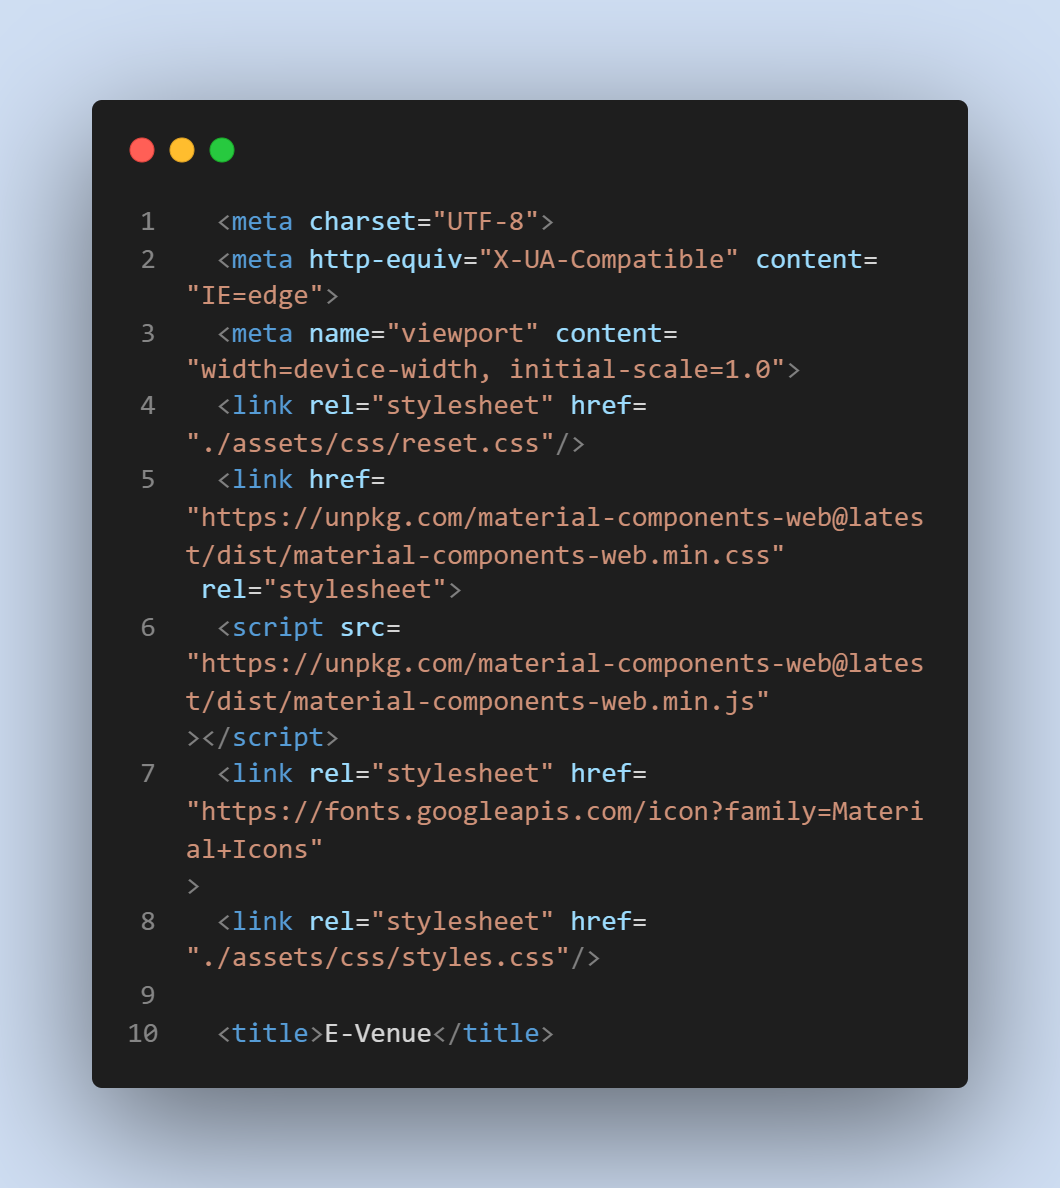 1 <meta charset="UTF-8">
2 <meta http-equiv="X-UA-Compatible" content=
"IE=edge">
3 <meta name="viewport" content=
"width=device-width, initial-scale=1.0">
4 <link rel="stylesheet" href=
"./assets/css/reset.css"/>
5 <link href=
"https://unpkg.com/material-components-web@lates
t/dist/material-components-web.min.css"
rel="stylesheet">
6 <script src=
"https://unpkg.com/material-components-web@lates
t/dist/material-components-web.min.js"
></script>
7 <link rel="stylesheet" href=
"https://fonts.googleapis.com/icon?family=Materi
al+Icons"
>
8 <link rel="stylesheet" href=
"./assets/css/styles.css"/>
9
10 <title>E-Venue</title>